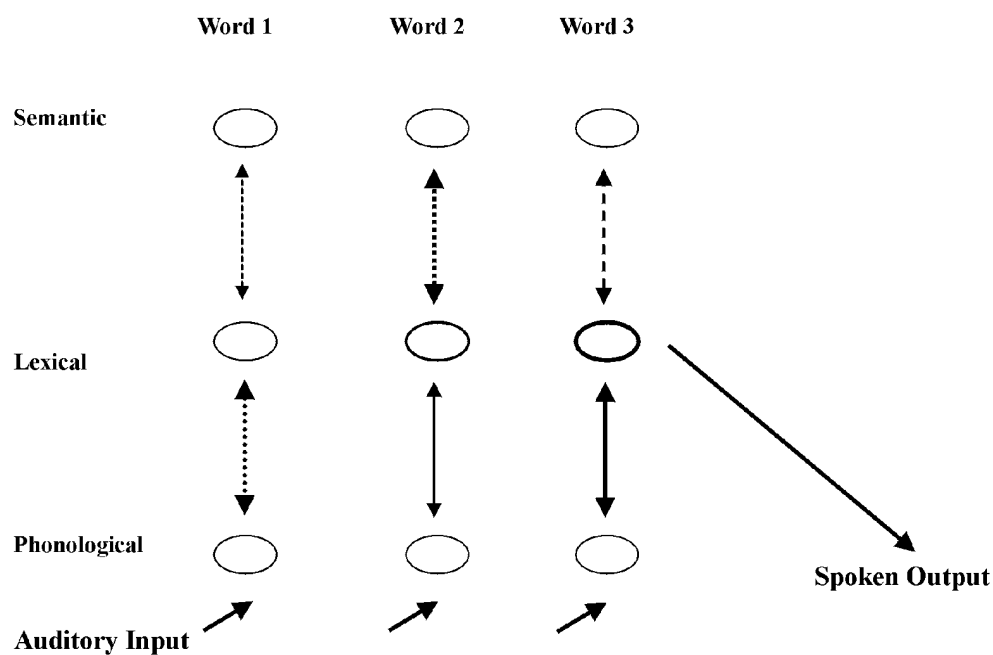 Word 1 Word 2 Word 3
Semantic
Lexical
Phonological
Spoken Output
Auditory Input